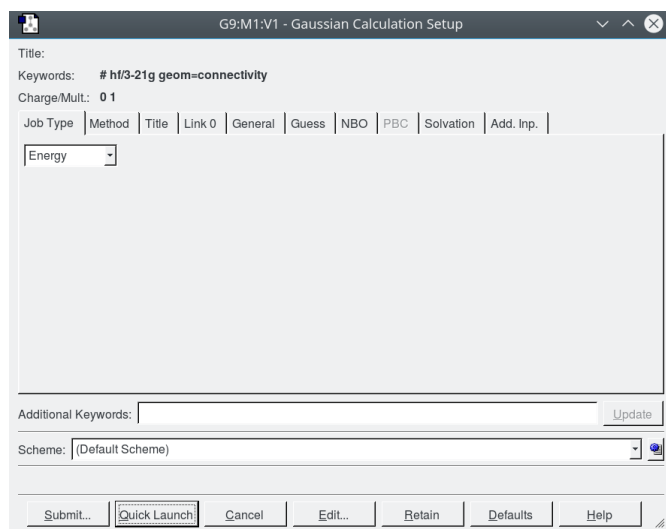 G9:M1:V1 - Gaussian Calculation Setup
Title:
Keywords: # hf/3-21g geom=connectivity
Charge/Mult.: 0 1
Job Type Method Title Link 0 General Guess NBO PBC Solvation Add. Inp.
Energy
Additional Keywords: Update
Scheme: (Default Scheme)
Submit... Quick Launch Cancel Edit... Retain Defaults Help